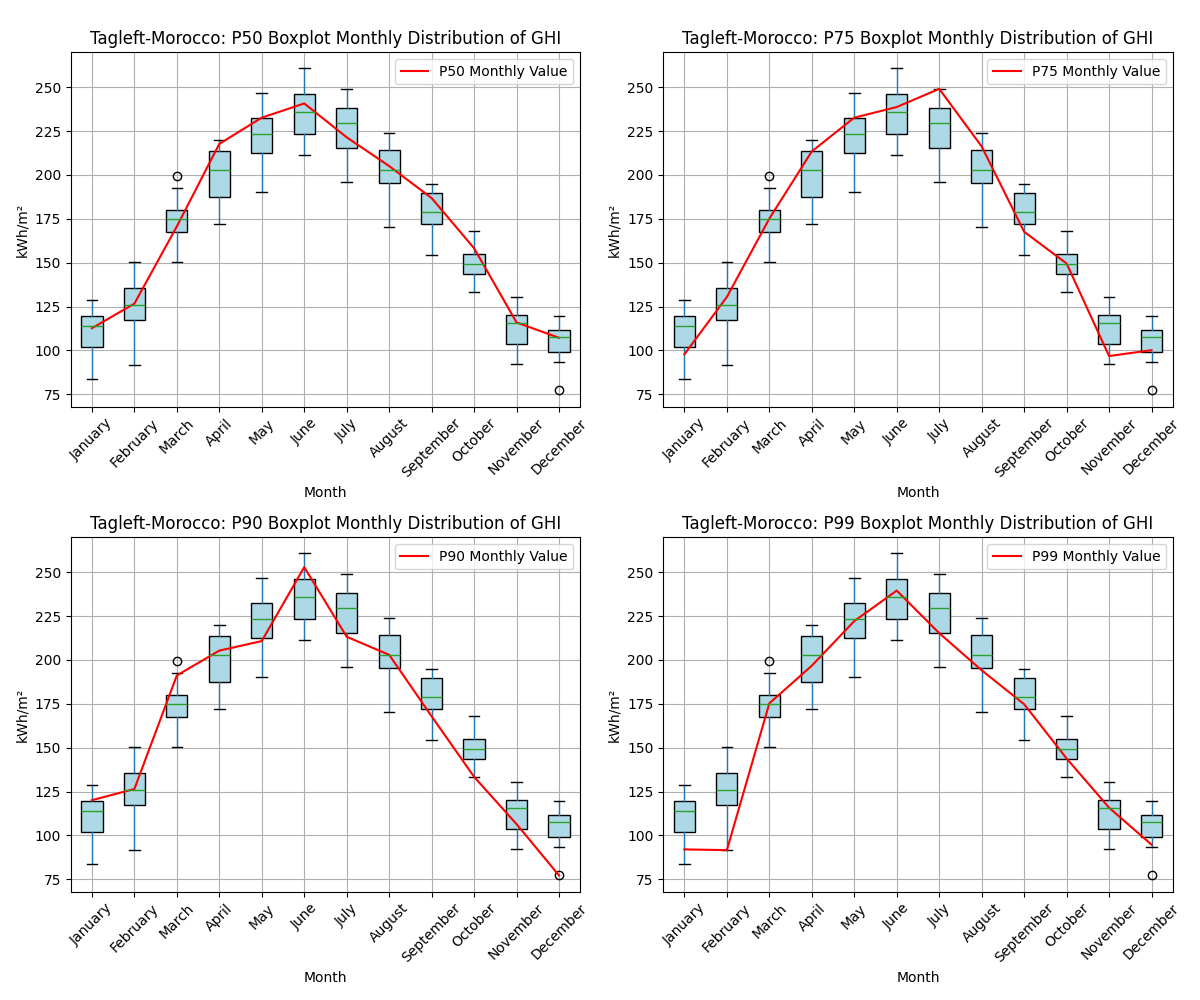 Tagleft-Morocco: P50 Boxplot Monthly Distribution of GHI
P50 Monthly Value
kWh/m²
250
225
200
175
150
125
100
75
January
February
March
April
May
June
July
August
September
October
November
December
Month
Tagleft-Morocco: P75 Boxplot Monthly Distribution of GHI
P75 Monthly Value
kWh/m²
250
225
200
175
150
125
100
75
January
February
March
April
May
June
July
August
September
October
November
December
Month
Tagleft-Morocco: P90 Boxplot Monthly Distribution of GHI
P90 Monthly Value
kWh/m²
250
225
200
175
150
125
100
75
January
February
March
April
May
June
July
August
September
October
November
December
Month
Tagleft-Morocco: P99 Boxplot Monthly Distribution of GHI
P99 Monthly Value
kWh/m²
250
225
200
175
150
125
100
75
January
February
March
April
May
June
July
August
September
October
November
December
Month